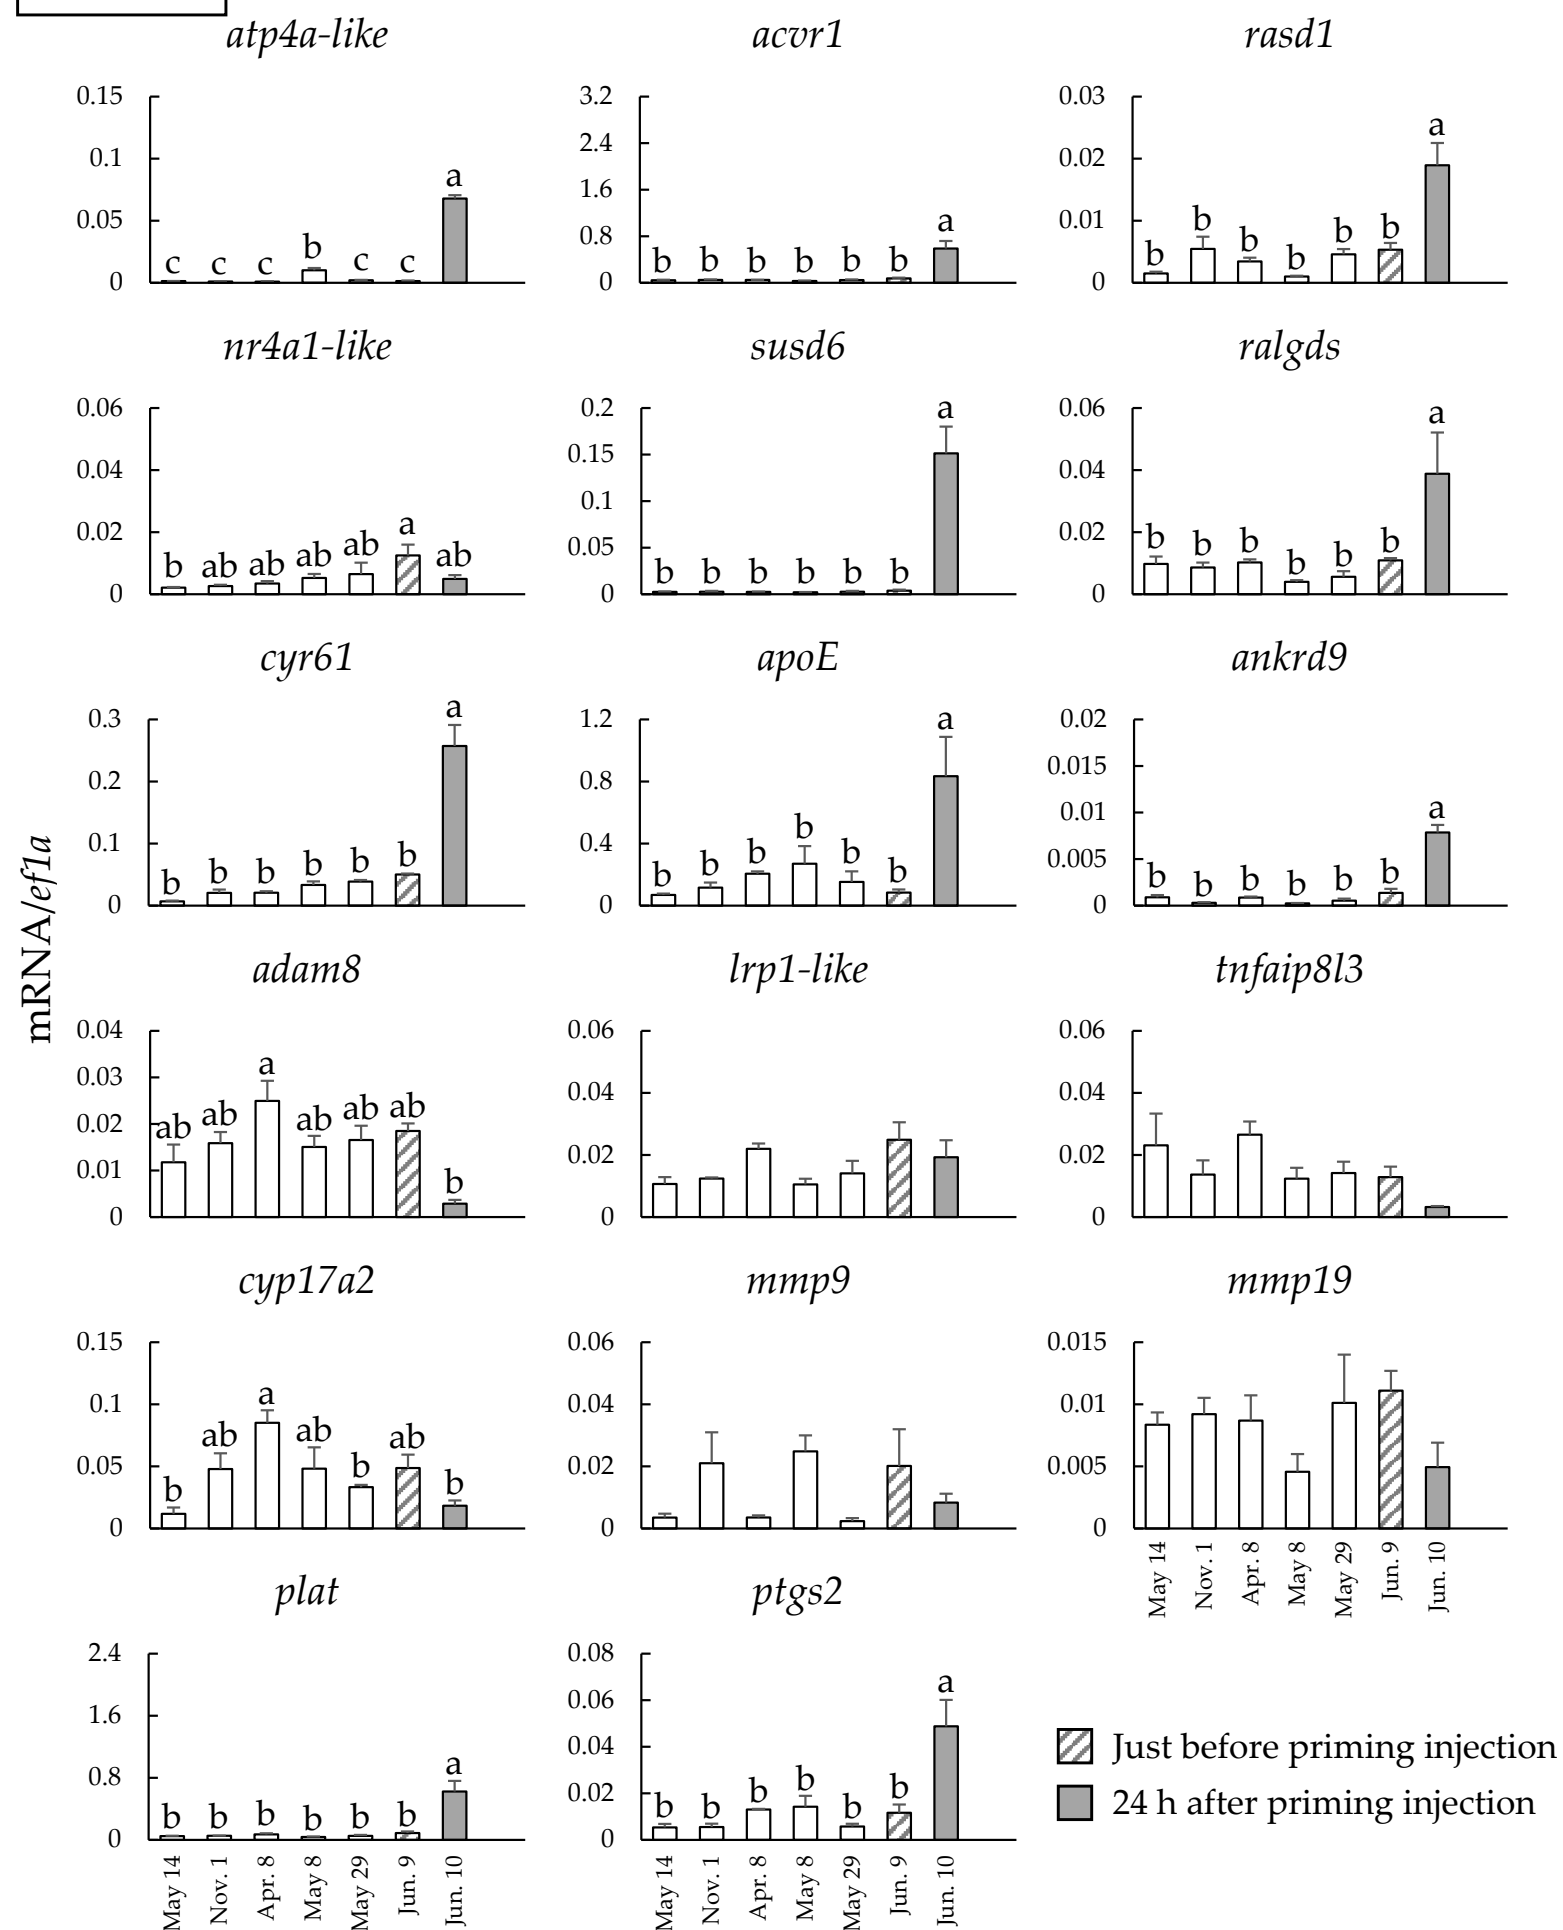 atp4a-like
acvr1
rasd1
0.15
0.1
0.05
0
c c c b c c a
3.2
2.4
1.6
0.8
0
b b b b b b a
0.03
0.02
0.01
0
b b b b b b a
nr4a1-like
susd6
ralgds
0.06
0.04
0.02
0
b ab ab ab ab a ab
0.2
0.15
0.1
0.05
0
b b b b b b a
0.06
0.04
0.02
0
b b b b b b a
cyr61
apoE
ankrd9
0.3
0.2
0.1
0
b b b b b b a
1.2
0.8
0.4
0
b b b b b b a
0.02
0.015
0.01
0.005
0
b b b b b b a
mRNA/ef1a
adam8
lrp1-like
tnfaip8l3
0.04
0.03
0.02
0.01
0
ab ab a ab ab ab b
0.06
0.04
0.02
0
0.06
0.04
0.02
0
cyp17a2
mmp9
mmp19
0.15
0.1
0.05
0
b ab a ab b ab b
0.06
0.04
0.02
0
0.015
0.01
0.005
0
May 14
Nov. 1
Apr. 8
May 8
May 29
Jun. 9
Jun. 10
plat
ptgs2
2.4
1.6
0.8
0
b b b b b b a
May 14
Nov. 1
Apr. 8
May 8
May 29
Jun. 9
Jun. 10
0.08
0.06
0.04
0.02
0
b b b b b b a
May 14
Nov. 1
Apr. 8
May 8
May 29
Jun. 9
Jun. 10
Just before priming injection
24 h after priming injection